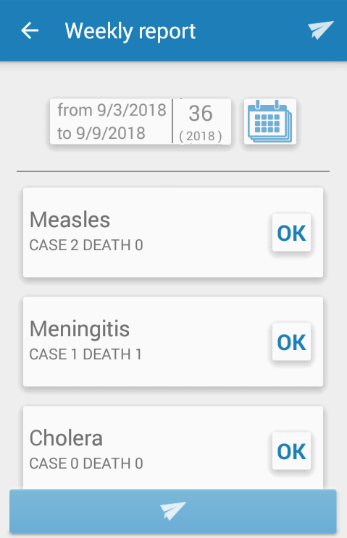 Weekly report
from 9/3/2018
to 9/9/2018
36
(2018)
Measles
CASE 2 DEATH 0
OK
Meningitis
CASE 1 DEATH 1
OK
Cholera
CASE 0 DEATH 0
OK